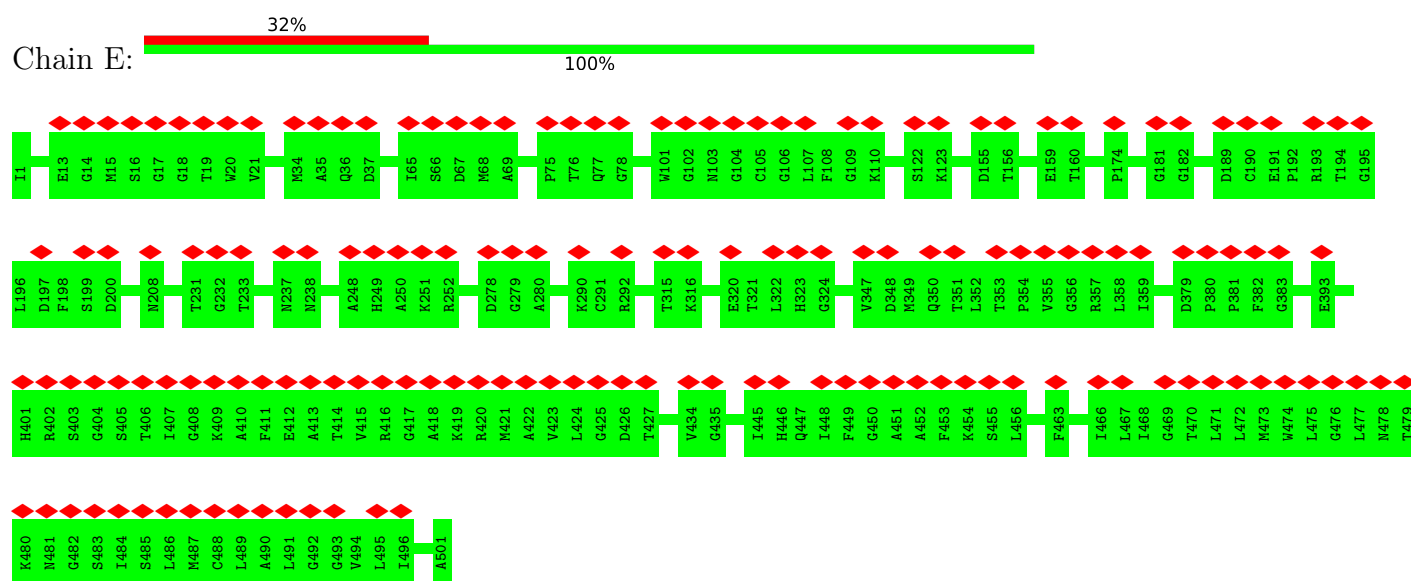 32%
Chain E:
100%
I1 E13 G14 M15 S16 G17 G18 T19 W20 V21 M34 A35 Q36 D37 I65 S66 D67 M68 A69 P75 T76 Q77 G78 W101 G102 N103 G104 C105 G106 L107 F108 G109 K110 S122 K123 D155 T156 E159 T160 P174 G181 G182 D189 C190 E191 P192 R193 T194 G195
L196 D197 F198 S199 D200 N208 T231 G232 T233 N237 N238 A248 H249 A250 K251 R252 D278 G279 A280 K290 C291 R292 T315 K316 E320 T321 L322 H323 G324 V347 D348 M349 Q350 T351 L352 T353 P354 V355 G356 R357 L358 I359 D379 P380 P381 F382 G383 E393
H401 R402 S403 G404 S405 T406 I407 G408 K409 A410 F411 E412 A413 T414 V415 R416 G417 A418 K419 R420 M421 A422 V423 L424 G425 D426 T427 V434 G435 I445 H446 Q447 I448 F449 G450 A451 A452 F453 K454 S455 L456 F463 I466 L467 I468 G469 T470 L471 L472 M473 W474 L475 G476 L477 N478 T479
K480 N481 G482 S483 I484 S485 L486 M487 C488 L489 A490 L491 G492 G493 V494 L495 I496 A501